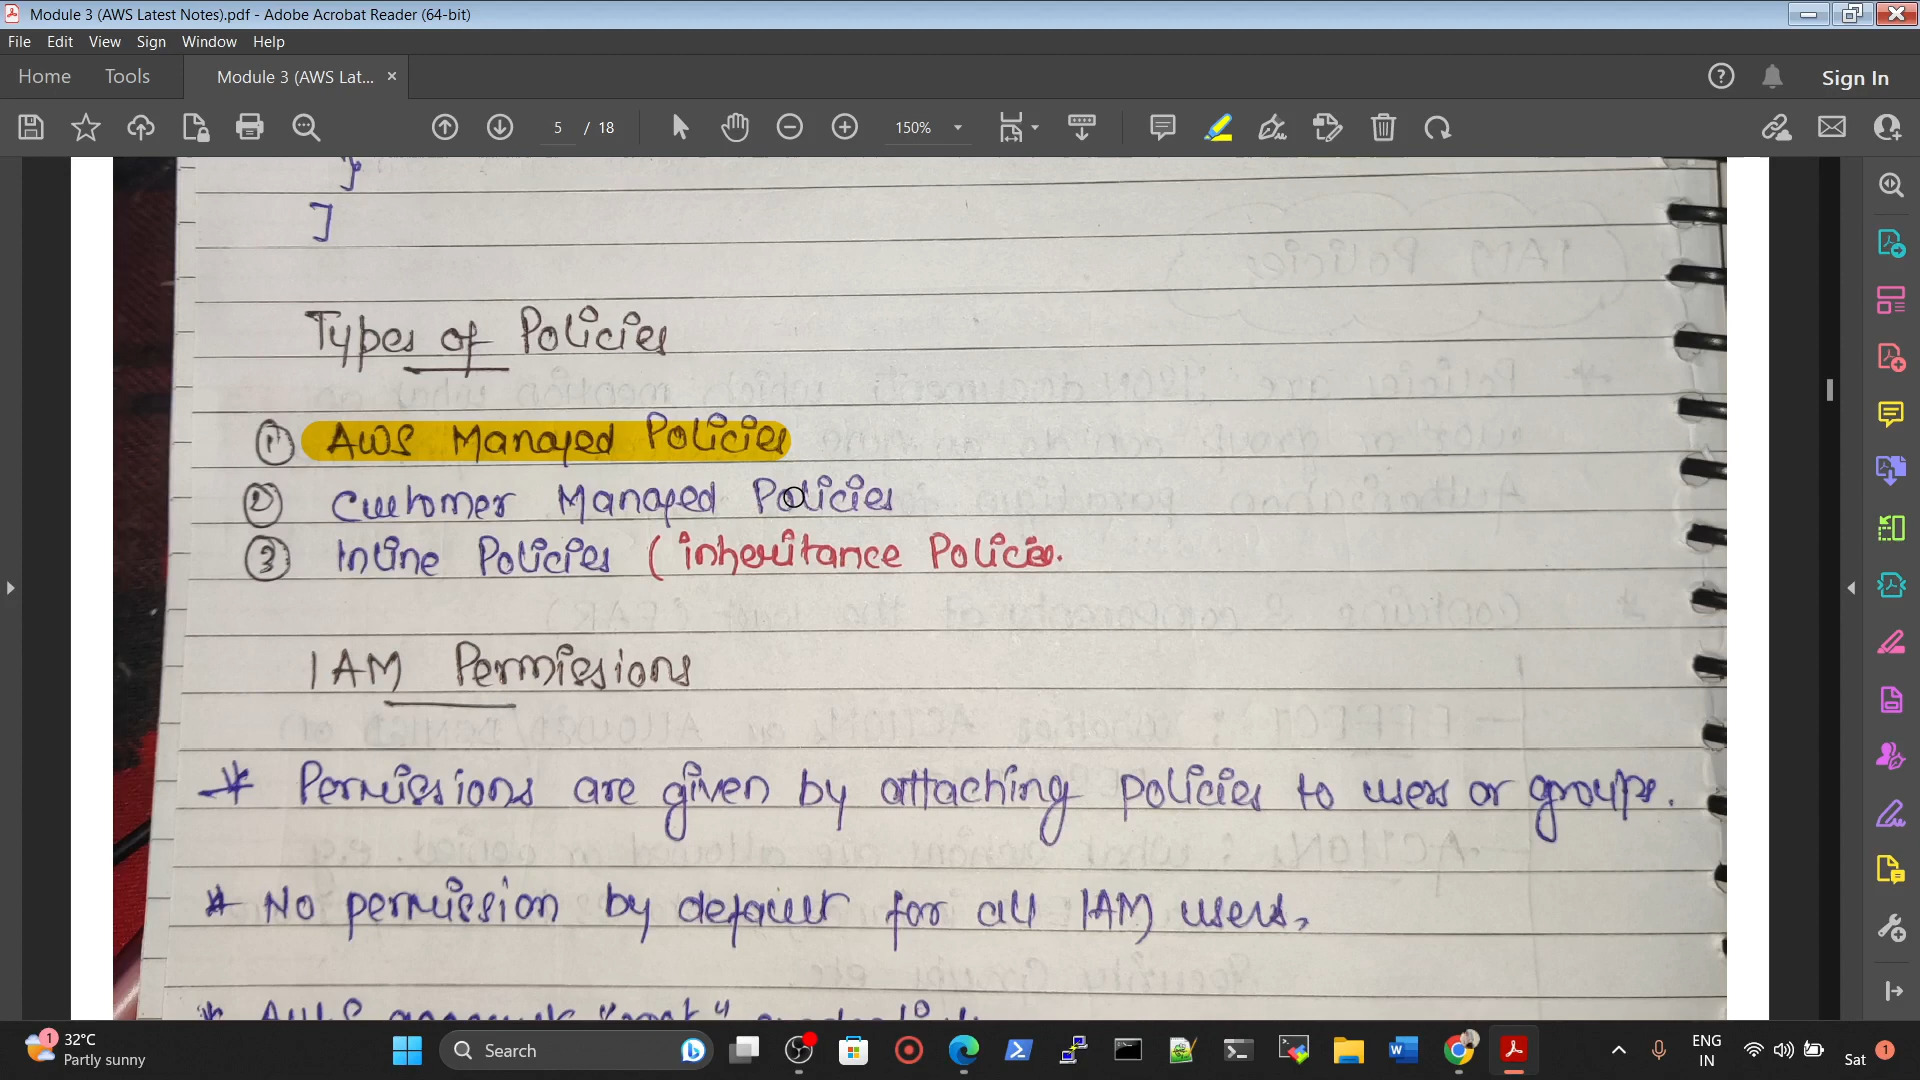 Module 3 (AWS Latest Notes).pdf - Adobe Acrobat Reader (64-bit)
File Edit View Sign Window Help
Home Tools Module 3 (AWS Lat... × Sign In
5 / 18 150%
}
]
Types of Policies
① AWS Managed Policies
② Customer Managed Policies
③ Inline Policies ( inheritance Policies.
IAM Permissions
* Permissions are given by attaching policies to users or groups.
* No permission by default for all IAM users,
32°C
Partly sunny
Search
ENG
IN
Sat
1
1